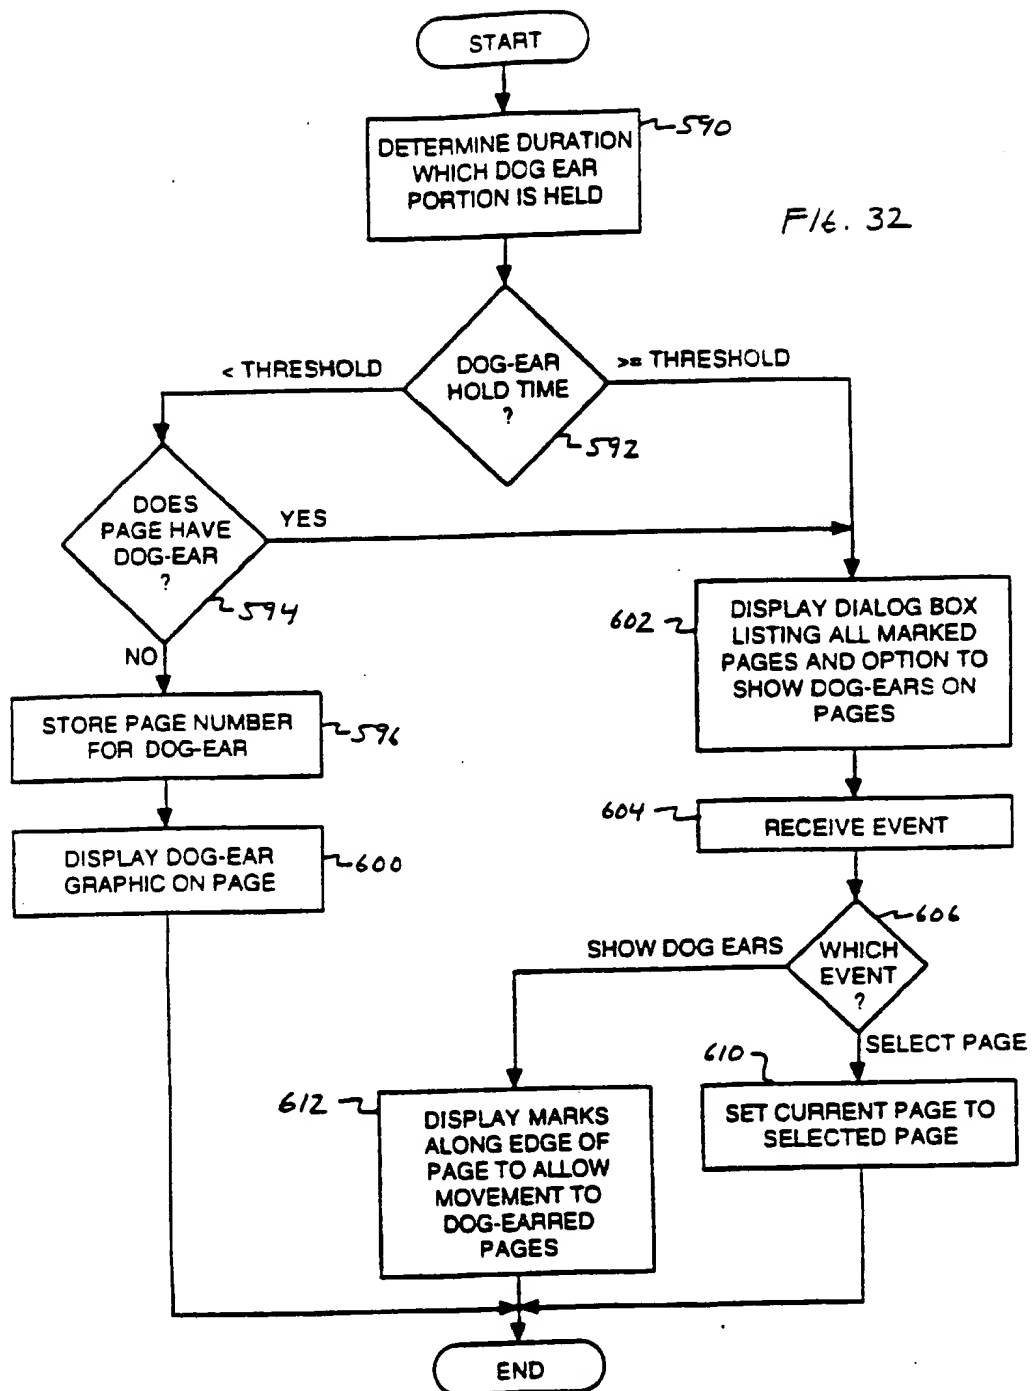 START
DETERMINE DURATION
WHICH DOG EAR
PORTION IS HELD
590
FIG. 32
< THRESHOLD
DOG-EAR
HOLD TIME
?
>= THRESHOLD
592
DOES
PAGE HAVE
DOG-EAR
?
YES
594
NO
602
DISPLAY DIALOG BOX
LISTING ALL MARKED
PAGES AND OPTION TO
SHOW DOG-EARS ON
PAGES
STORE PAGE NUMBER
FOR DOG-EAR
596
604
RECEIVE EVENT
DISPLAY DOG-EAR
GRAPHIC ON PAGE
600
606
SHOW DOG EARS
WHICH
EVENT
?
SELECT PAGE
610
SET CURRENT PAGE TO
SELECTED PAGE
612
DISPLAY MARKS
ALONG EDGE OF
PAGE TO ALLOW
MOVEMENT TO
DOG-EARRED
PAGES
END